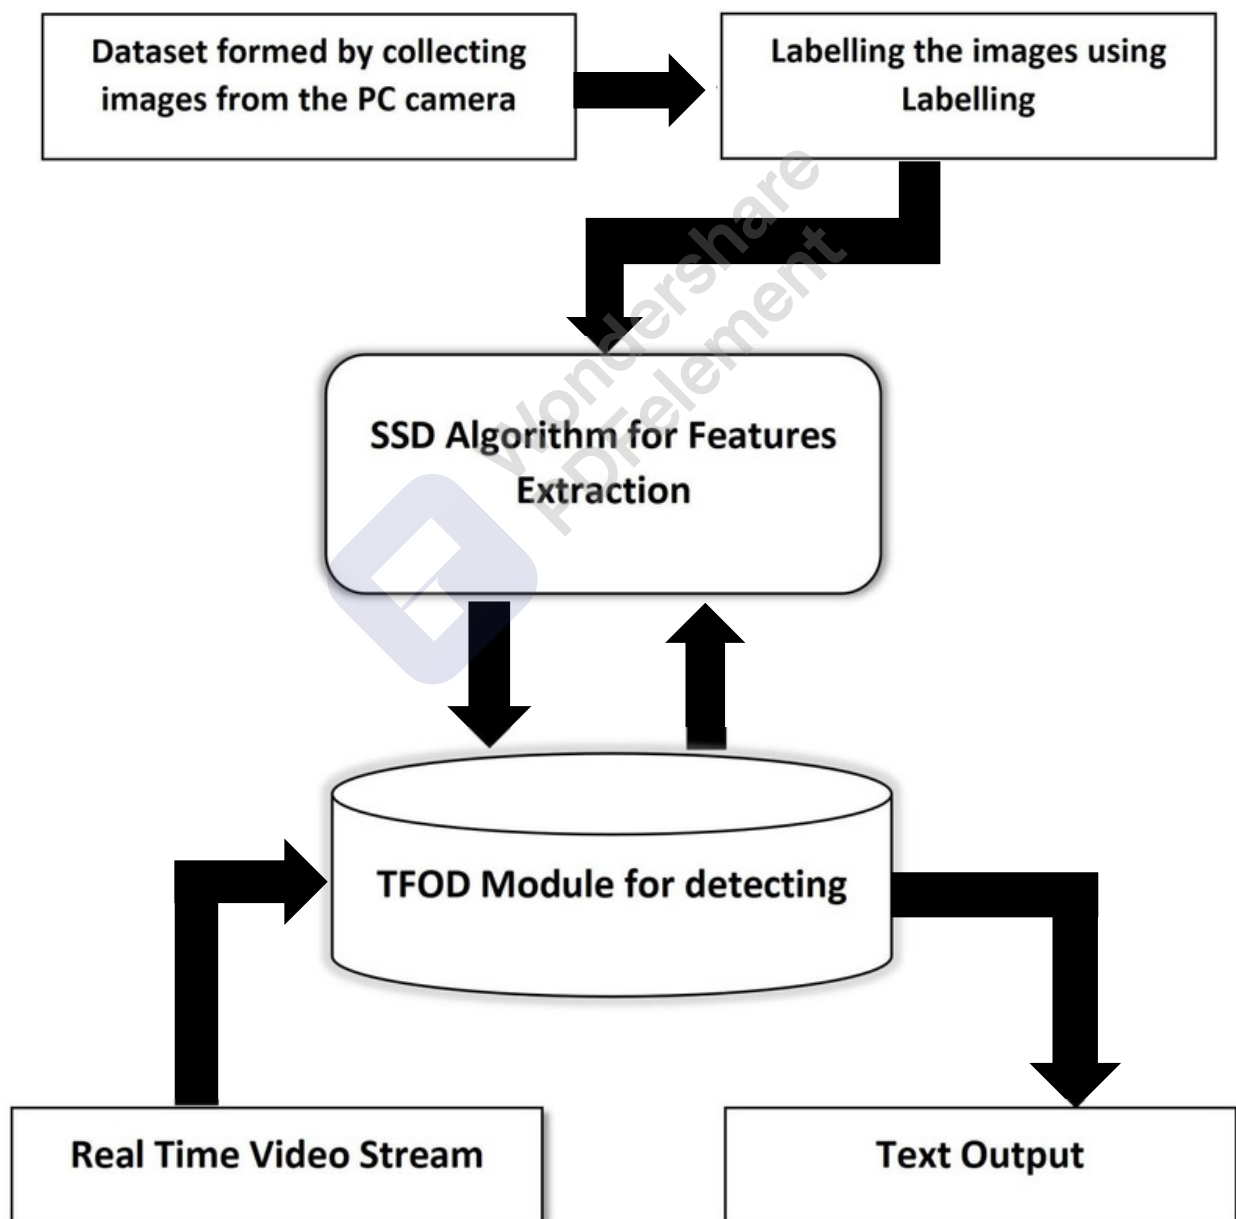 Dataset formed by collecting
images from the PC camera
Labelling the images using
Labelling
Wondershare
PDFelement
SSD Algorithm for Features
Extraction
TFOD Module for detecting
Real Time Video Stream
Text Output